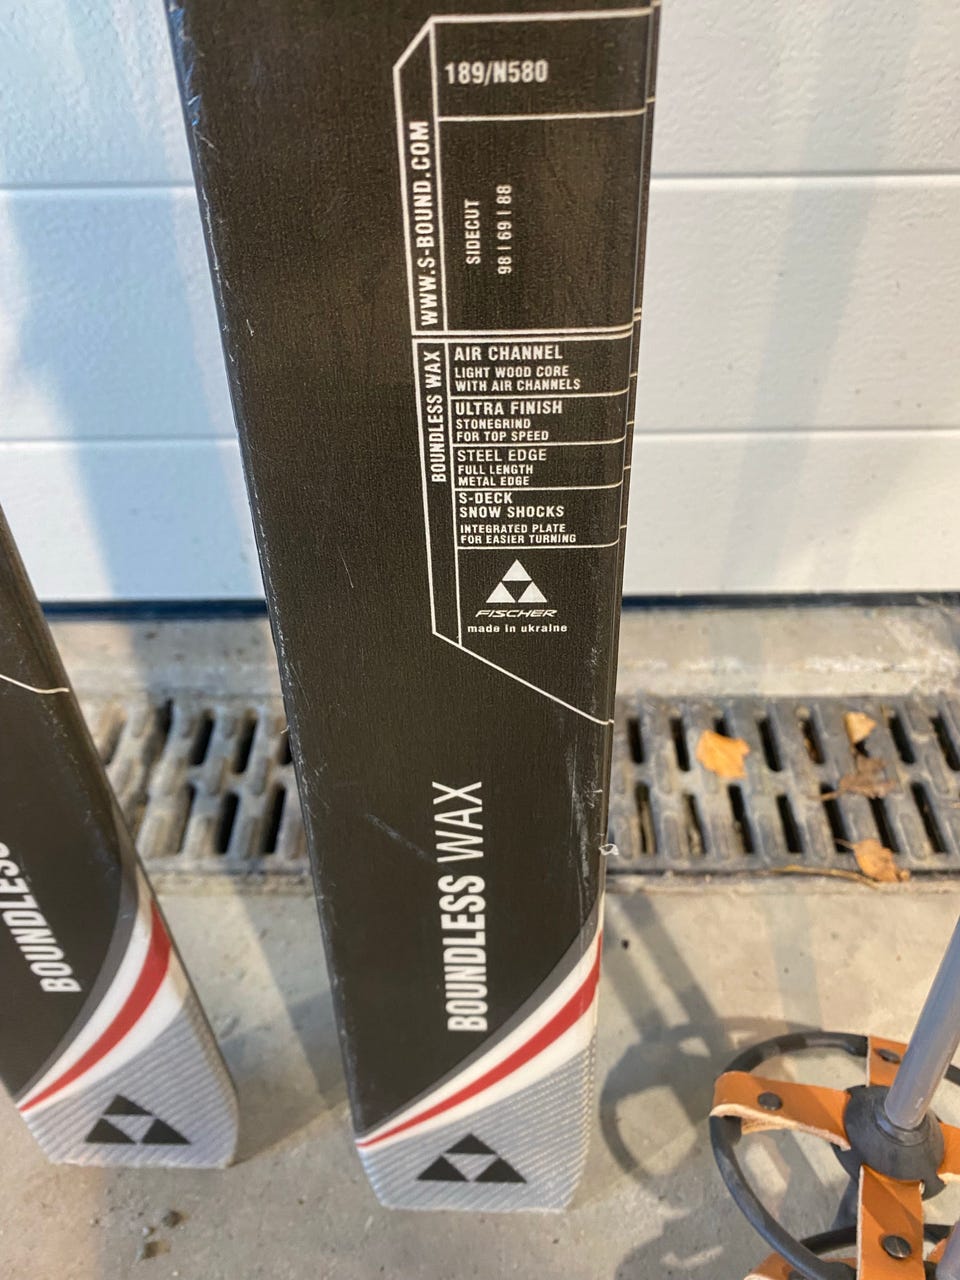 189/N580
WWW.S-BOUND.COM
SIDECUT
98 | 69 | 88
BOUNDLESS WAX
AIR CHANNEL
LIGHT WOOD CORE
WITH AIR CHANNELS
ULTRA FINISH
STONEGRIND
FOR TOP SPEED
STEEL EDGE
FULL LENGTH
METAL EDGE
S-DECK
SNOW SHOCKS
INTEGRATED PLATE
FOR EASIER TURNING
FISCHER
made in ukraine
BOUNDLESS WAX
BOUNDLESS